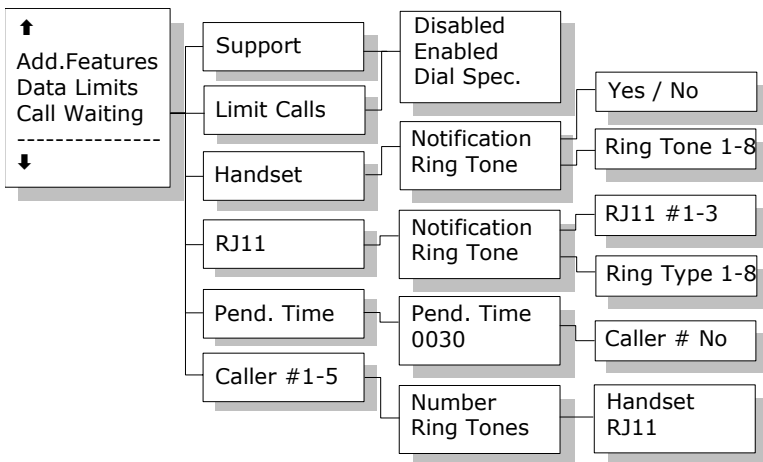 ⬆
Add.Features
Data Limits
Call Waiting
----------------
⬇
Support
Limit Calls
Handset
RJ11
Pend. Time
Caller #1-5
Disabled
Enabled
Dial Spec.
Notification
Ring Tone
Notification
Ring Tone
Pend. Time
0030
Number
Ring Tones
Yes / No
Ring Tone 1-8
RJ11 #1-3
Ring Type 1-8
Caller # No
Handset
RJ11